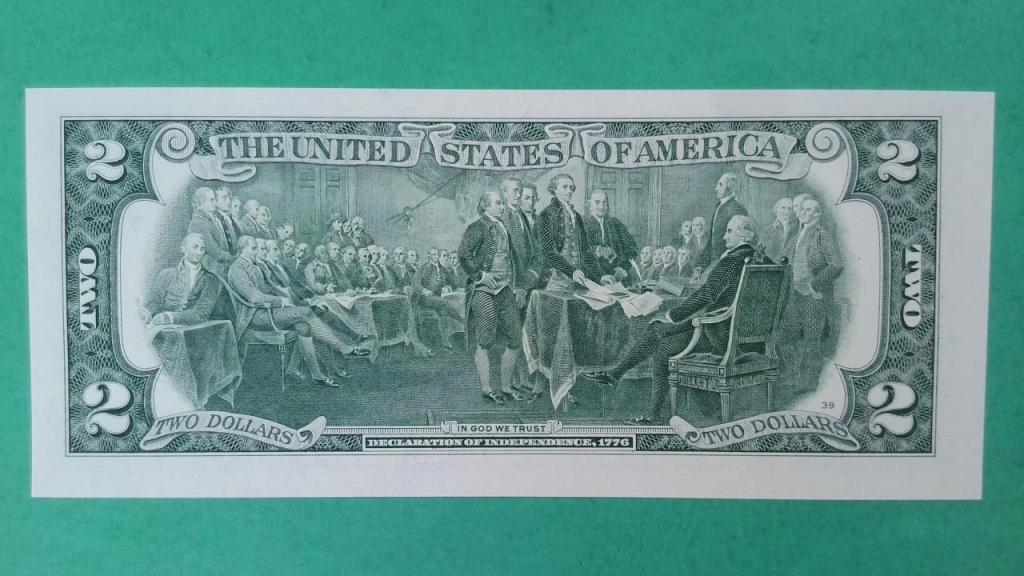 THE UNITED STATES OF AMERICA
2
2
TWO
TWO
2
2
39
TWO DOLLARS
IN GOD WE TRUST
TWO DOLLARS
DECLARATION OF INDEPENDENCE, 1776